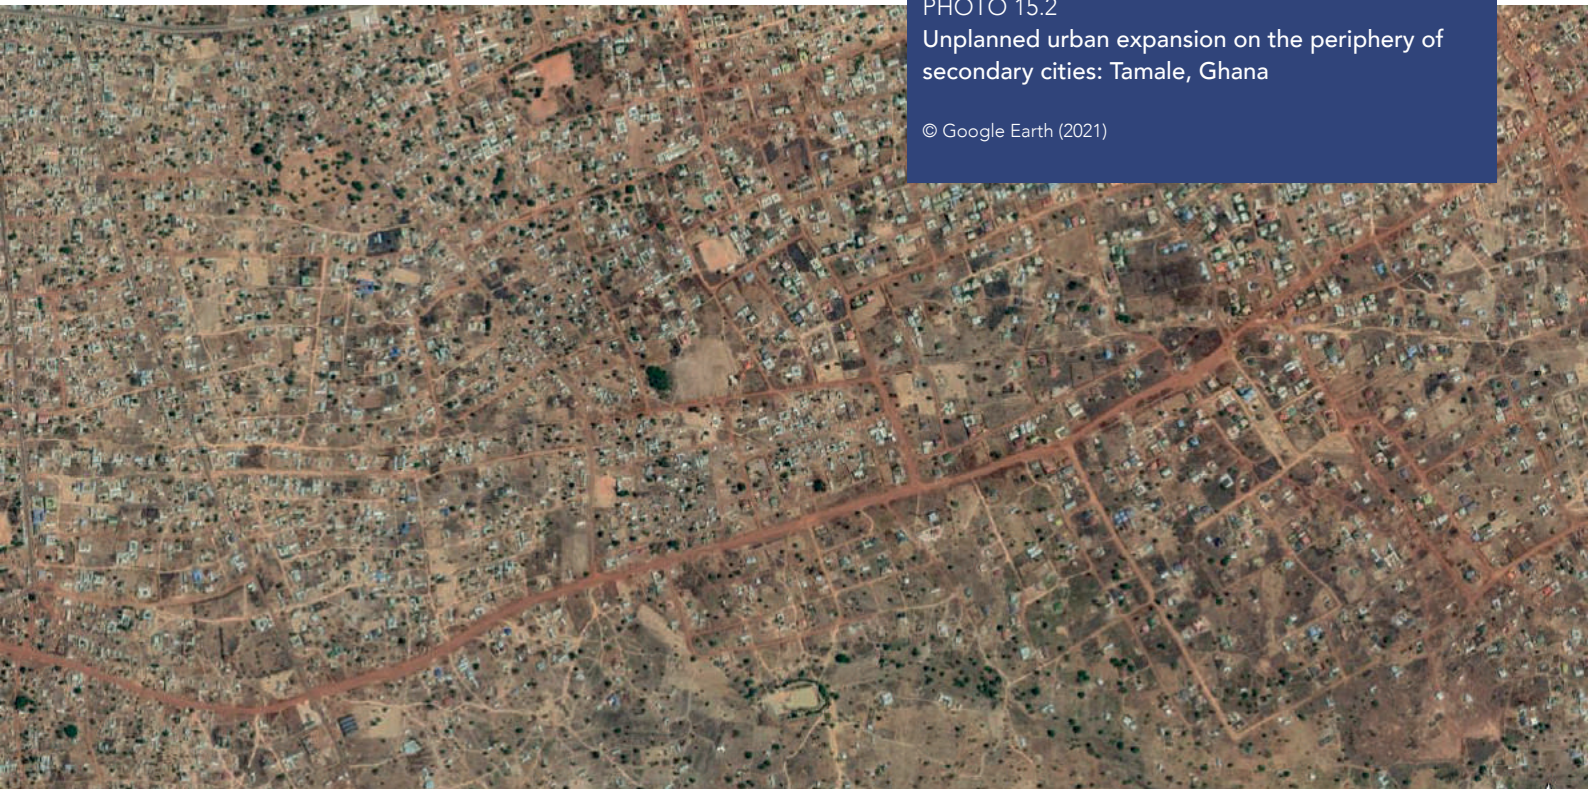 PHOTO 15.2
Unplanned urban expansion on the periphery of
secondary cities: Tamale, Ghana
© Google Earth (2021)